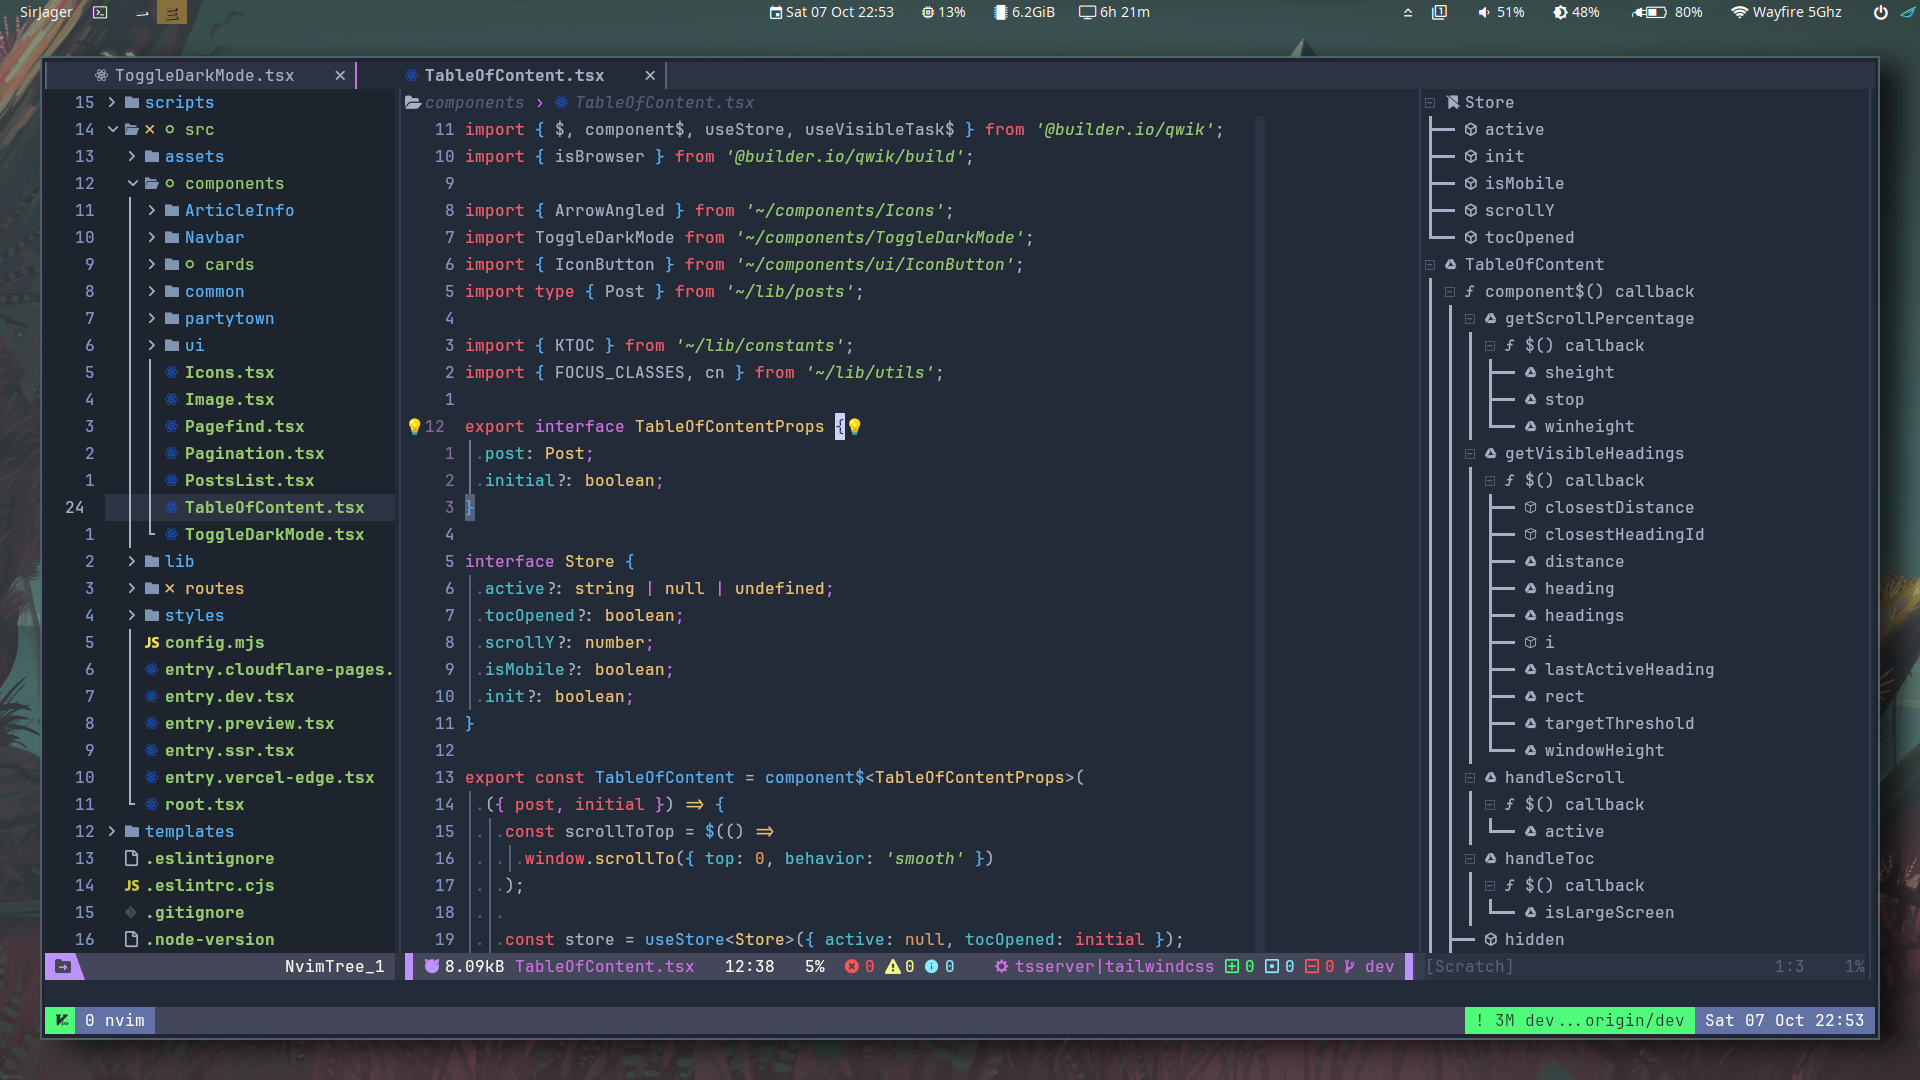 SirJager
Sat 07 Oct 22:53 13% 6.2GiB 6h 21m
1 51% 48% 80% Wayfire 5Ghz
ToggleDarkMode.tsx ✕
TableOfContent.tsx ✕
15 scripts
14 ✕ src
13 assets
12 components
11 ArticleInfo
10 Navbar
9 cards
8 common
7 partytown
6 ui
5 Icons.tsx
4 Image.tsx
3 Pagefind.tsx
2 Pagination.tsx
1 PostsList.tsx
24 TableOfContent.tsx
1 ToggleDarkMode.tsx
2 lib
3 ✕ routes
4 styles
5 JS config.mjs
6 entry.cloudflare-pages.
7 entry.dev.tsx
8 entry.preview.tsx
9 entry.ssr.tsx
10 entry.vercel-edge.tsx
11 root.tsx
12 templates
13 .eslintignore
14 JS .eslintrc.cjs
15 .gitignore
16 .node-version
NvimTree_1
components › TableOfContent.tsx
11 import { $, component$, useStore, useVisibleTask$ } from '@builder.io/qwik';
10 import { isBrowser } from '@builder.io/qwik/build';
9
8 import { ArrowAngled } from '~/components/Icons';
7 import ToggleDarkMode from '~/components/ToggleDarkMode';
6 import { IconButton } from '~/components/ui/IconButton';
5 import type { Post } from '~/lib/posts';
4
3 import { KTOC } from '~/lib/constants';
2 import { FOCUS_CLASSES, cn } from '~/lib/utils';
1
12 export interface TableOfContentProps {
1 .post: Post;
2 .initial?: boolean;
3 }
4
5 interface Store {
6 .active?: string | null | undefined;
7 .tocOpened?: boolean;
8 .scrollY?: number;
9 .isMobile?: boolean;
10 .init?: boolean;
11 }
12
13 export const TableOfContent = component$<TableOfContentProps>(
14 .({ post, initial }) => {
15 . .const scrollToTop = $(() =>
16 . . .window.scrollTo({ top: 0, behavior: 'smooth' })
17 . .);
18 . .
19 . .const store = useStore<Store>({ active: null, tocOpened: initial });
8.09kB TableOfContent.tsx 12:38 5% 0 0 0 tsserver|tailwindcss 0 0 0 dev
Store
active
init
isMobile
scrollY
tocOpened
TableOfContent
component$() callback
getScrollPercentage
$() callback
sheight
stop
winheight
getVisibleHeadings
$() callback
closestDistance
closestHeadingId
distance
heading
headings
i
lastActiveHeading
rect
targetThreshold
windowHeight
handleScroll
$() callback
active
handleToc
$() callback
isLargeScreen
hidden
[Scratch] 1:3 1%
0 nvim
! 3M dev...origin/dev Sat 07 Oct 22:53